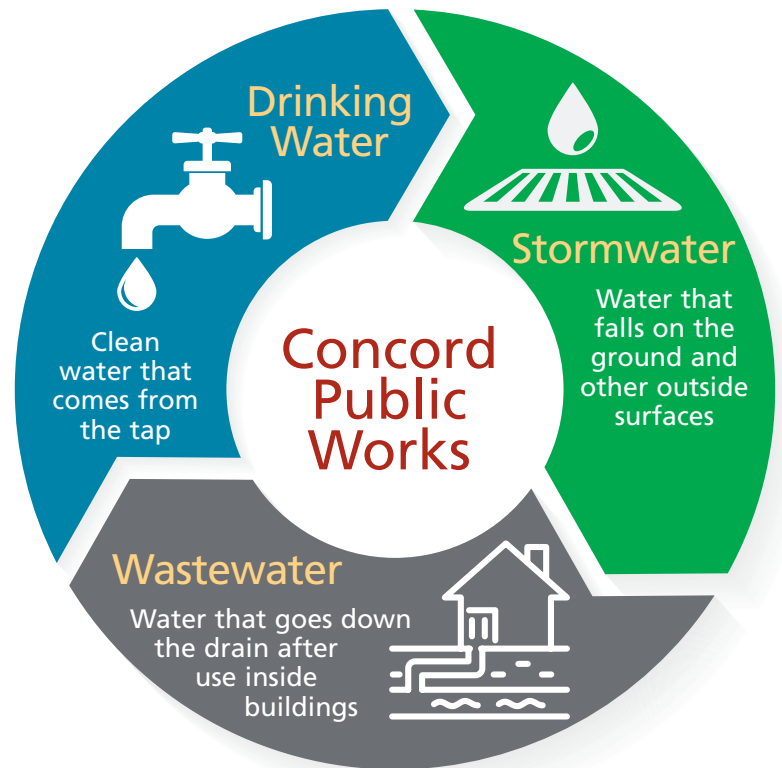 Drinking
Water
Clean
water that
comes from
the tap
Stormwater
Water that
falls on the
ground and
other outside
surfaces
Concord
Public
Works
Wastewater
Water that goes down
the drain after
use inside
buildings